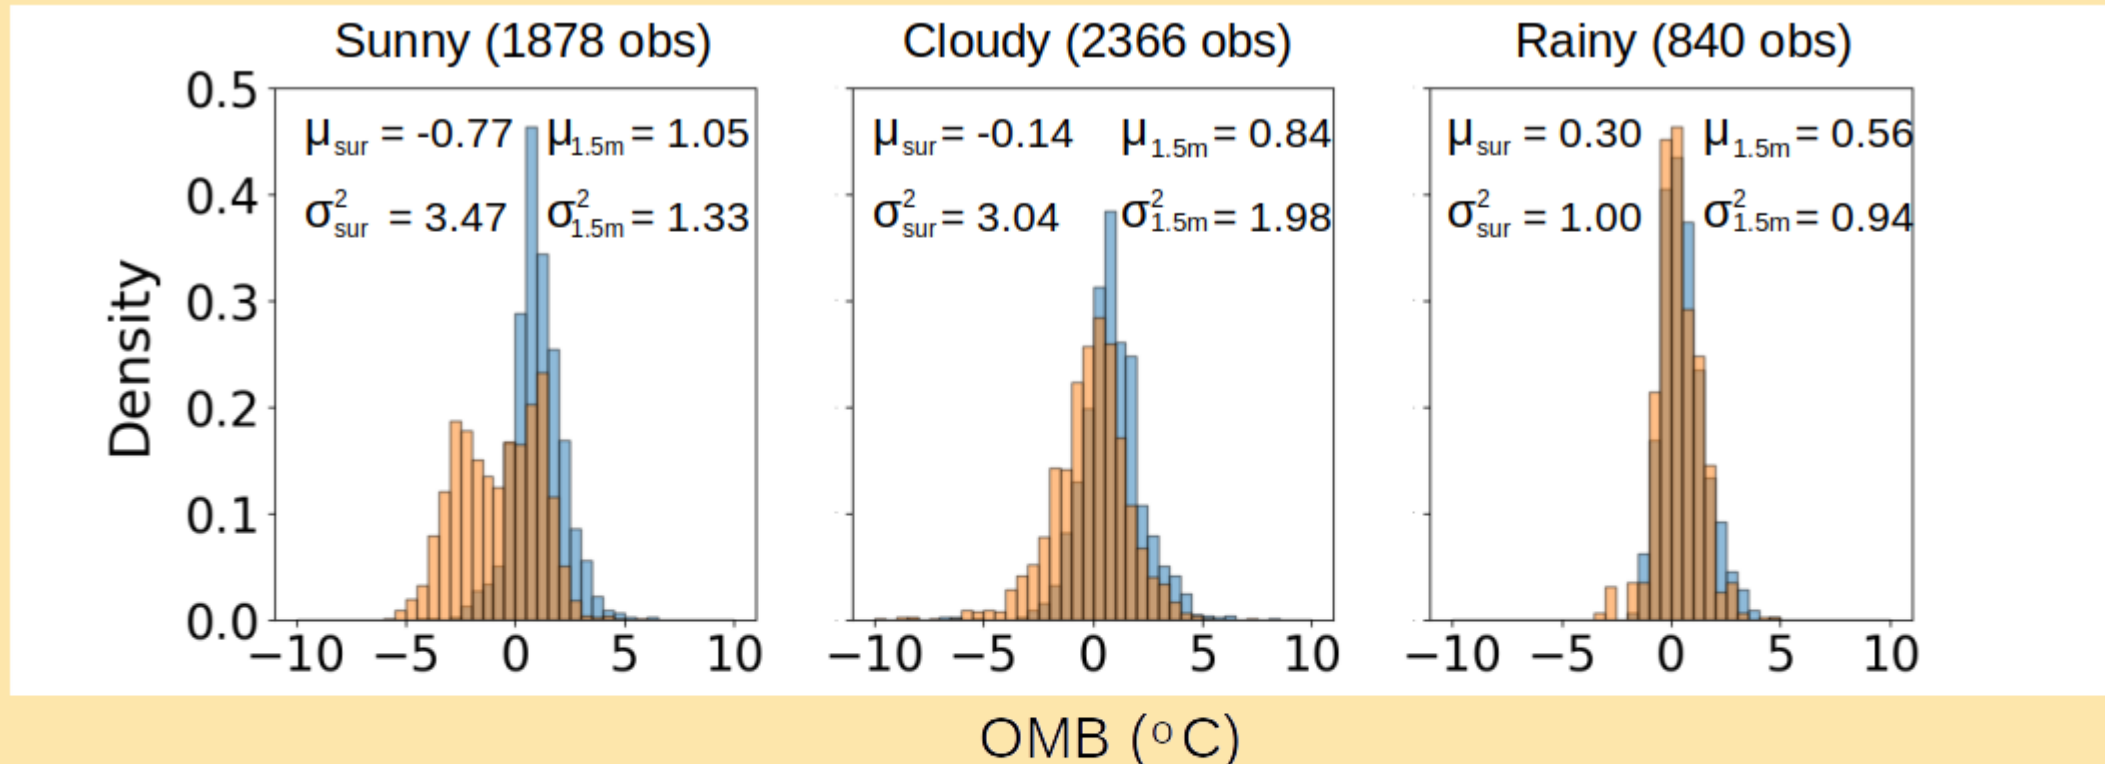 Sunny (1878 obs) Cloudy (2366 obs) Rainy (840 obs)
0.5
μsur = -0.77 μ1.5m = 1.05 μsur = -0.14 μ1.5m = 0.84 μsur = 0.30 μ1.5m = 0.56
0.4
σ²sur = 3.47 σ²1.5m = 1.33 σ²sur = 3.04 σ²1.5m = 1.98 σ²sur = 1.00 σ²1.5m = 0.94
0.3
Density
0.2
0.1
0.0
−10 −5 0 5 10 −10 −5 0 5 10 −10 −5 0 5 10
OMB (°C)